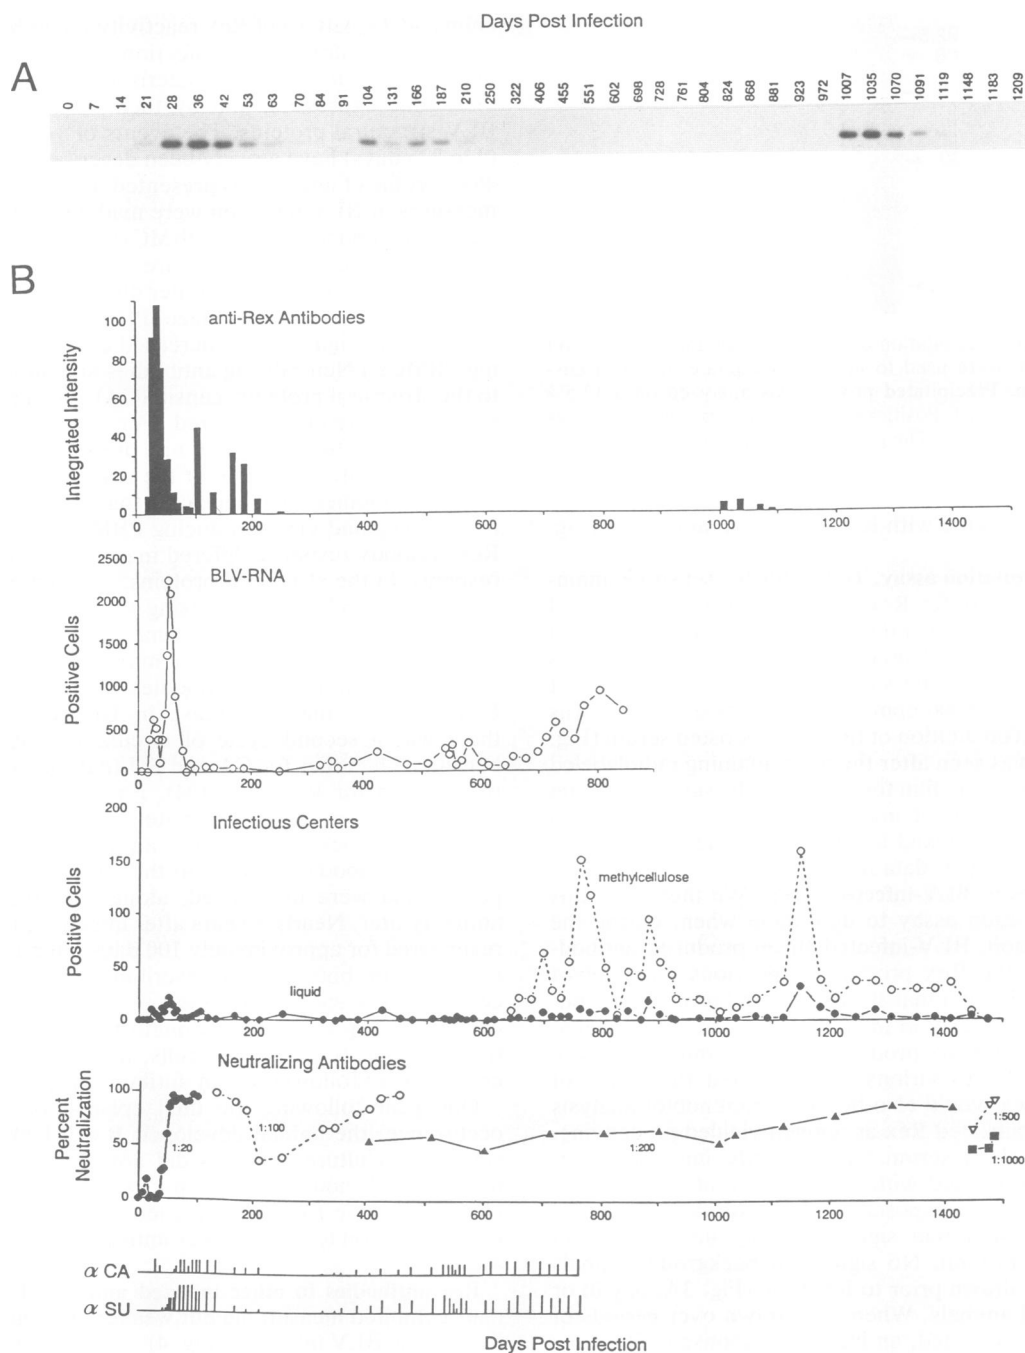 Days Post Infection
A
0 7 14 21 28 36 42 53 63 70 84 91 104 131 166 187 210 250 322 406 455 551 602 698 728 761 804 824 868 881 923 972 1007 1035 1070 1091 1119 1148 1183 1209
B
anti-Rex Antibodies
Integrated Intensity
100
80
60
40
20
0
0 200 400 600 800 1000 1200 1400
BLV-RNA
Positive Cells
2500
2000
1500
1000
500
0
0 200 400 600 800
Infectious Centers
Positive Cells
200
150
100
50
0
methylcellulose
liquid
200 400 600 800 1000 1200 1400
Neutralizing Antibodies
Percent
Neutralization
100
50
0
1:20
1:100
1:200
1:500
1:1000
0 200 400 600 800 1000 1200 1400
α CA
α SU
Days Post Infection